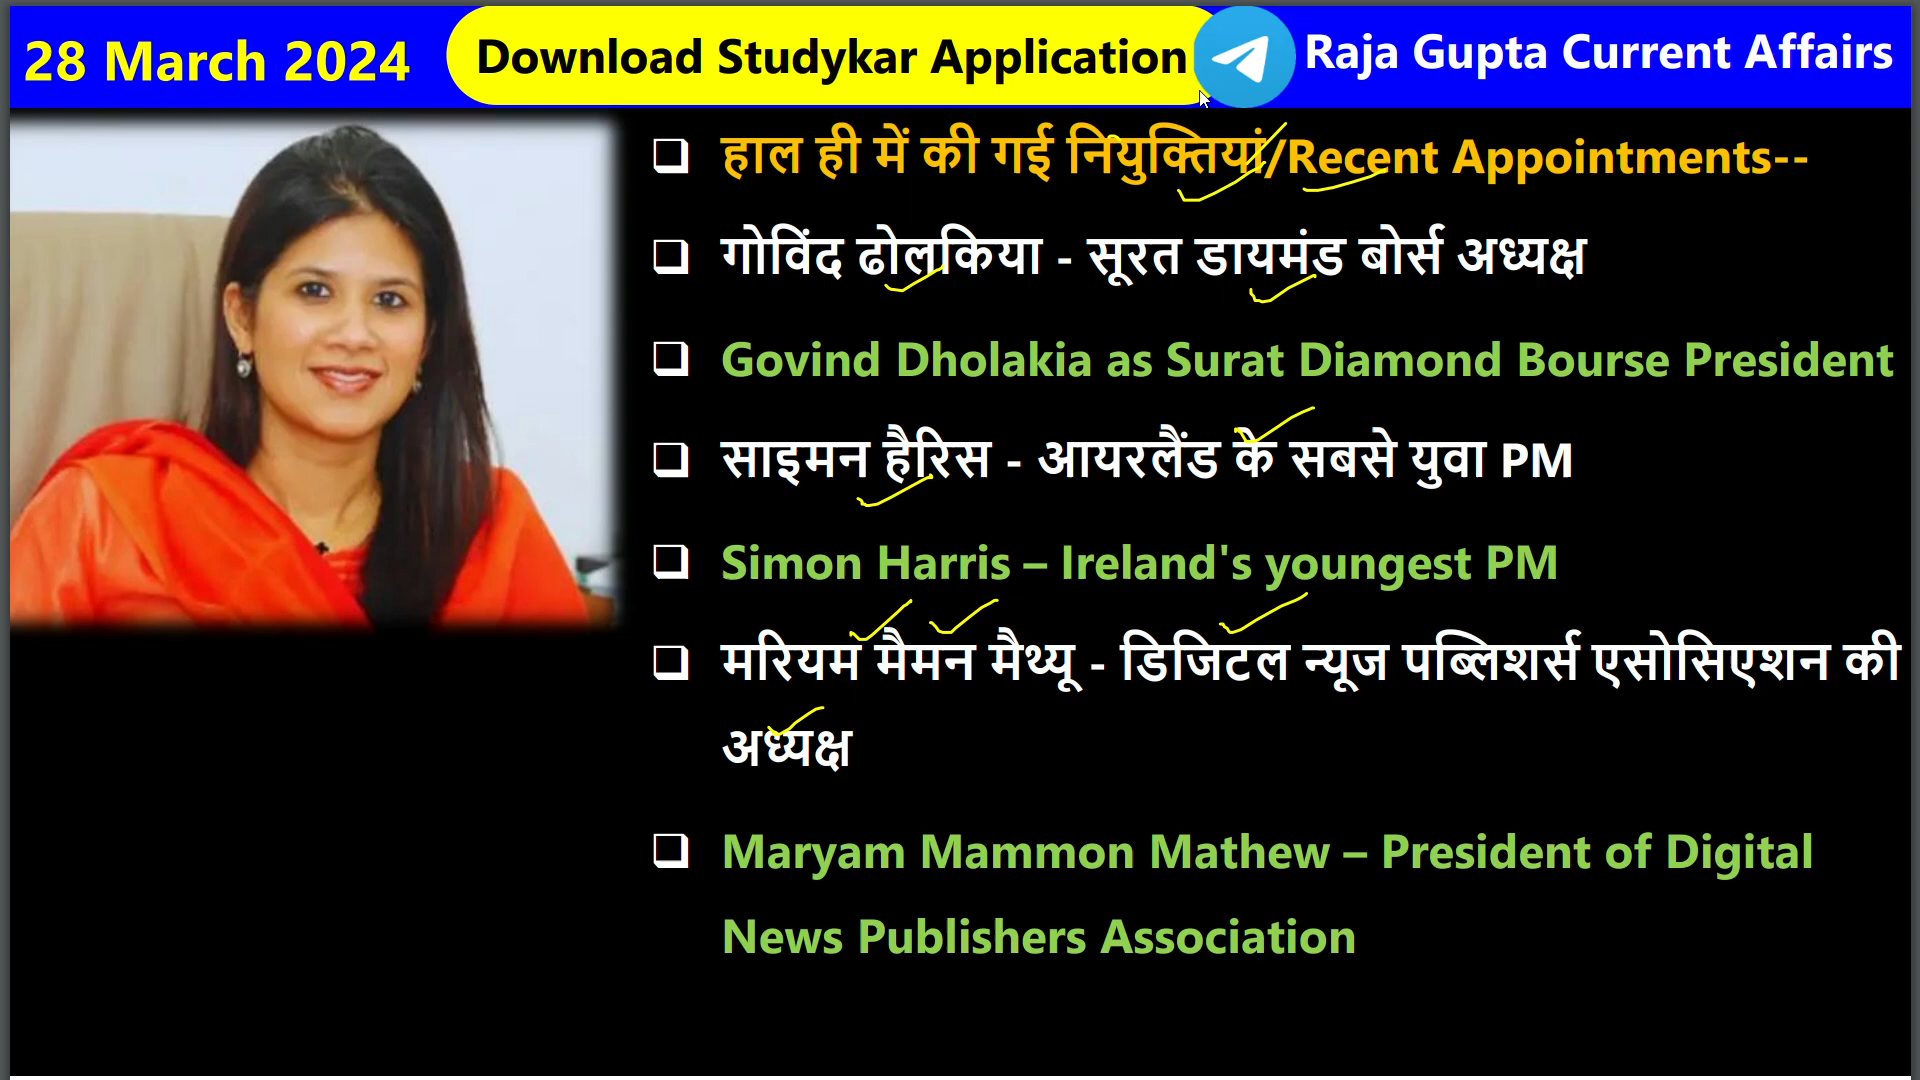 28 March 2024
Download Studykar Application
Raja Gupta Current Affairs
हाल ही में की गई नियुक्तियां/Recent Appointments--
गोविंद ढोलकिया - सूरत डायमंड बोर्स अध्यक्ष
Govind Dholakia as Surat Diamond Bourse President
साइमन हैरिस - आयरलैंड के सबसे युवा PM
Simon Harris – Ireland's youngest PM
मरियम मैमन मैथ्यू - डिजिटल न्यूज पब्लिशर्स एसोसिएशन की
अध्यक्ष
Maryam Mammon Mathew – President of Digital
News Publishers Association